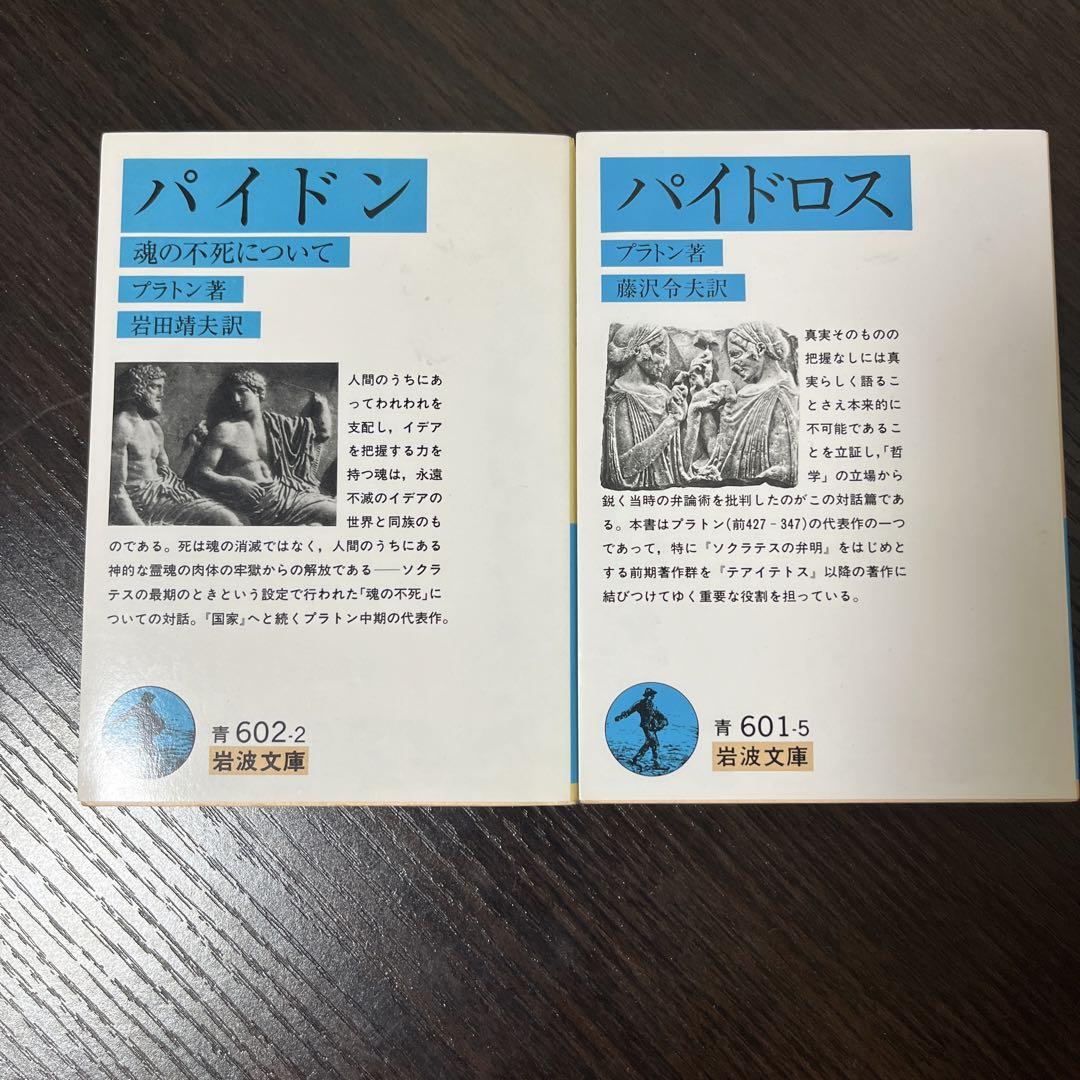 パイドン
魂の不死について
プラトン著
岩田靖夫訳
人間のうちにあ
ってわれわれを
支配し，イデア
を把握する力を
持つ魂は，永遠
不滅のイデアの
世界と同族のも
のである。死は魂の消滅ではなく，人間のうちにある
神的な霊魂の肉体の牢獄からの解放である――ソクラ
テスの最期のときという設定で行われた「魂の不死」に
ついての対話。『国家』へと続くプラトン中期の代表作。
青 602-2
岩波文庫
パイドロス
プラトン著
藤沢令夫訳
真実そのものの
把握なしには真
実らしく語るこ
とさえ本来的に
不可能であるこ
とを立証し，「哲
学」の立場から
鋭く当時の弁論術を批判したのがこの対話篇であ
る。本書はプラトン（前427‐347）の代表作の一つ
であって，特に『ソクラテスの弁明』をはじめと
する前期著作群を『テアイテトス』以降の著作に
結びつけてゆく重要な役割を担っている。
青 601-5
岩波文庫